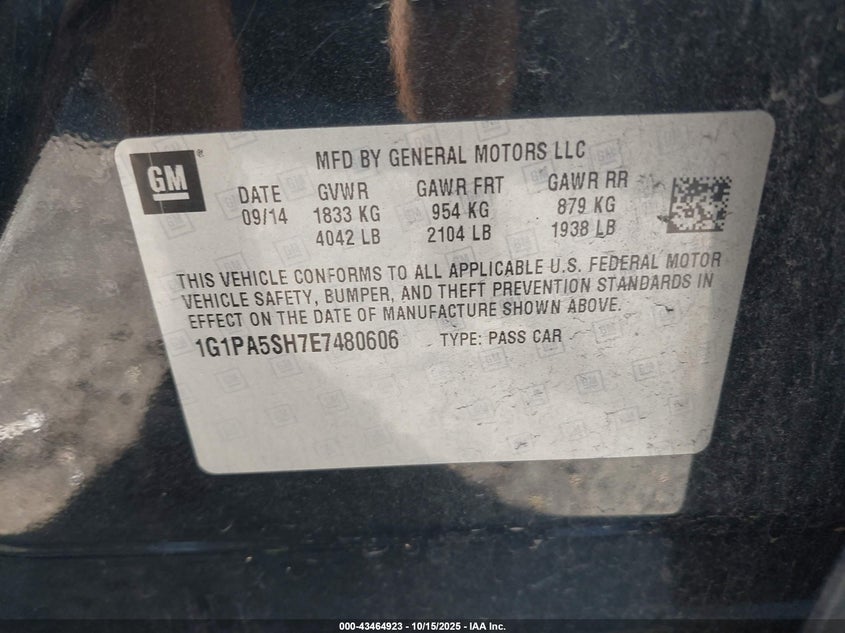 GM®
MFD BY GENERAL MOTORS LLC
DATE GVWR GAWR FRT GAWR RR
09/14 1833 KG 954 KG 879 KG
4042 LB 2104 LB 1938 LB
THIS VEHICLE CONFORMS TO ALL APPLICABLE U.S. FEDERAL MOTOR
VEHICLE SAFETY, BUMPER, AND THEFT PREVENTION STANDARDS IN
EFFECT ON THE DATE OF MANUFACTURE SHOWN ABOVE.
1G1PA5SH7E7480606 TYPE: PASS CAR
000-43464923 - 10/15/2025 - IAA Inc.